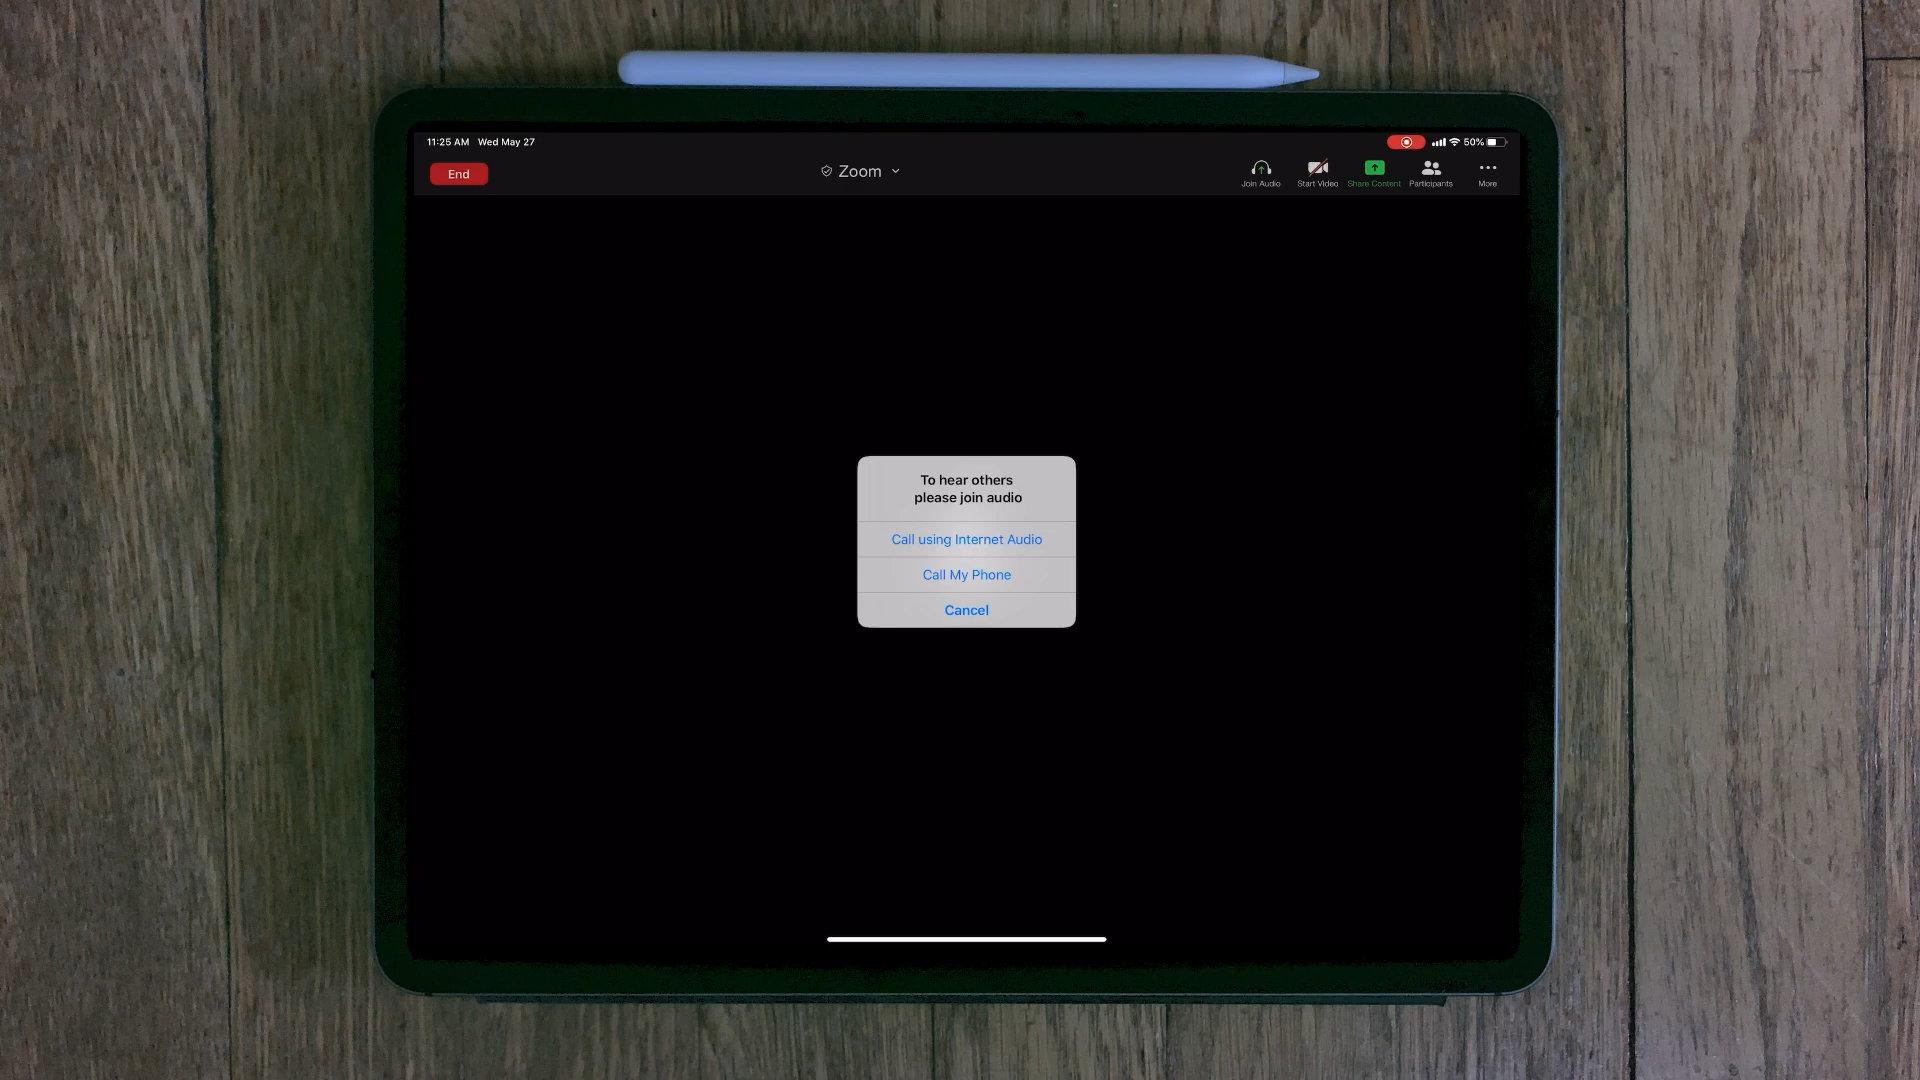 11:25 AM Wed May 27
50%
End
Zoom
Join Audio
Start Video
Share Content
Participants
More
To hear others
please join audio
Call using Internet Audio
Call My Phone
Cancel